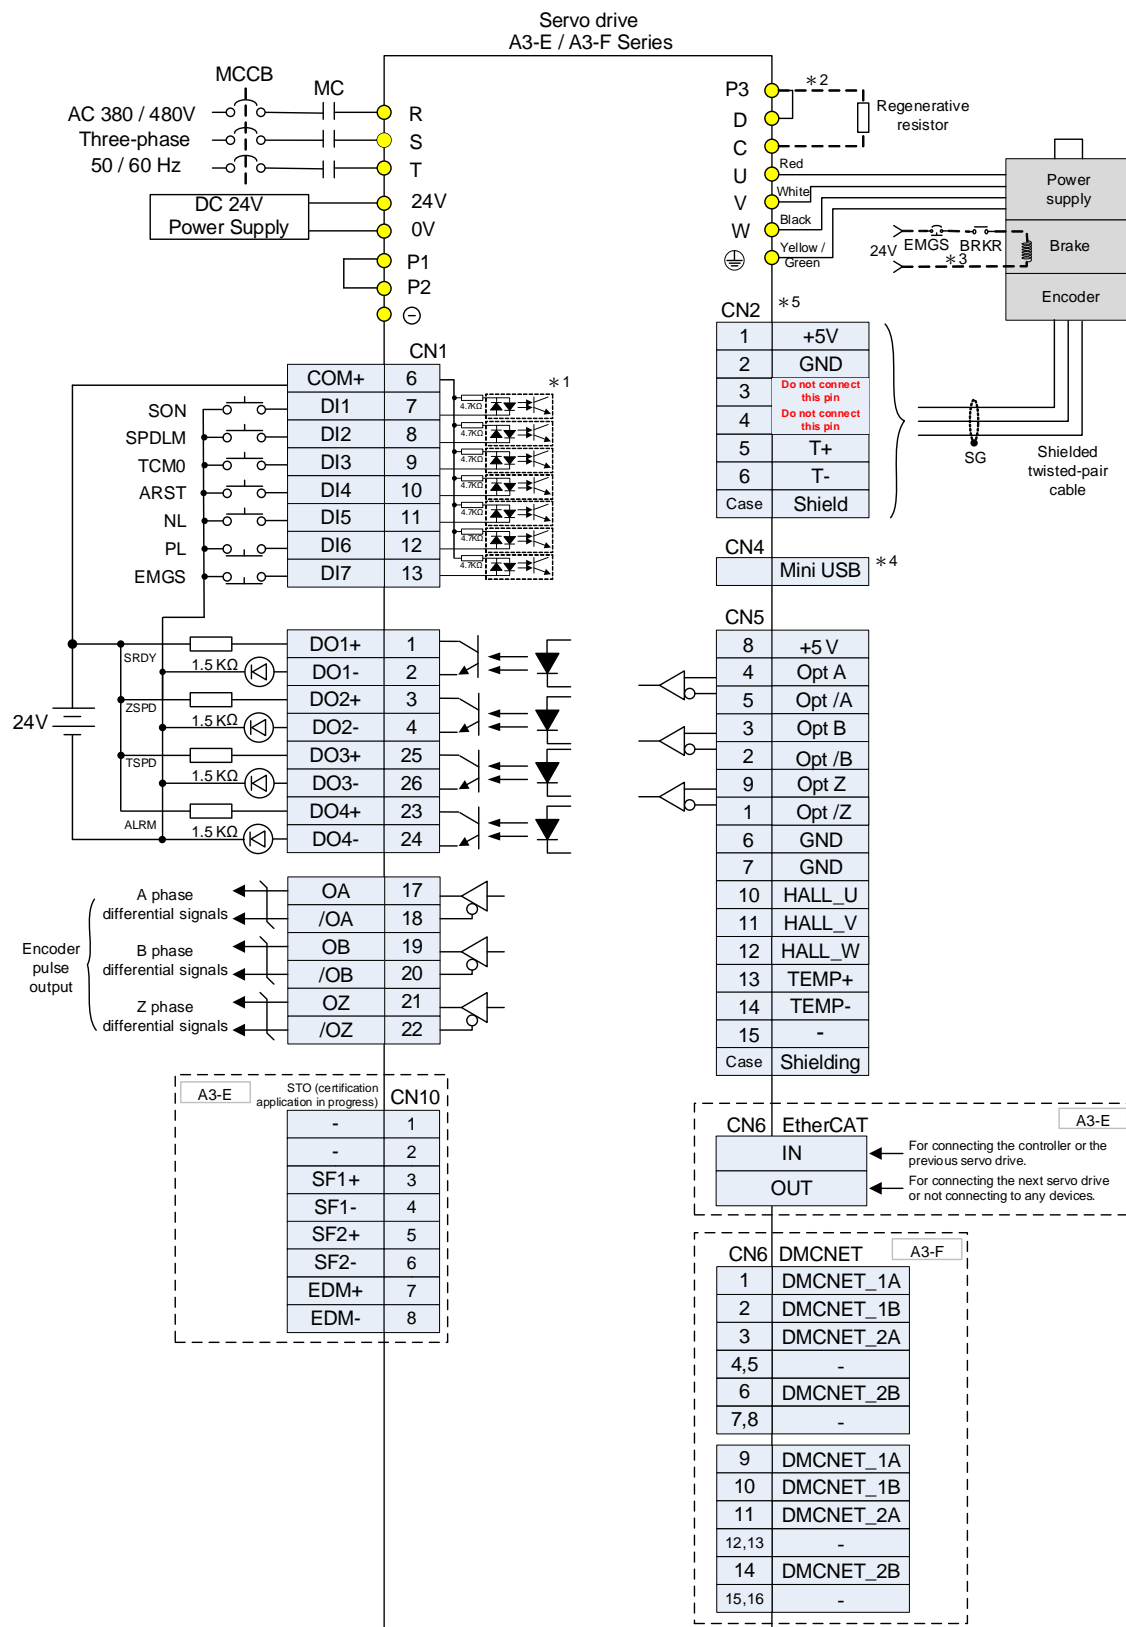 Servo drive
A3-E / A3-F Series
MCCB
MC
AC 380 / 480V
Three-phase
50 / 60 Hz
R
S
T
DC 24V
Power Supply
24V
0V
P1
P2
P3
D
C
U
V
W
＊2
Regenerative
resistor
Red
White
Black
Yellow /
Green
Power
supply
Brake
Encoder
24V
EMGS
BRKR
＊3
CN1
COM+ 6
DI1 7
DI2 8
DI3 9
DI4 10
DI5 11
DI6 12
DI7 13
SON
SPDLM
TCM0
ARST
NL
PL
EMGS
＊1
4.7KΩ
4.7KΩ
4.7KΩ
4.7KΩ
4.7KΩ
4.7KΩ
4.7KΩ
CN2
＊5
1 +5V
2 GND
3 Do not connect
this pin
4 Do not connect
this pin
5 T+
6 T-
Case Shield
SG
Shielded
twisted-pair
cable
CN4
Mini USB
＊4
24V
SRDY
1.5 KΩ
ZSPD
1.5 KΩ
TSPD
1.5 KΩ
ALRM
1.5 KΩ
DO1+ 1
DO1- 2
DO2+ 3
DO2- 4
DO3+ 25
DO3- 26
DO4+ 23
DO4- 24
CN5
8 +5 V
4 Opt A
5 Opt /A
3 Opt B
2 Opt /B
9 Opt Z
1 Opt /Z
6 GND
7 GND
10 HALL_U
11 HALL_V
12 HALL_W
13 TEMP+
14 TEMP-
15 -
Case Shielding
Encoder
pulse
output
A phase
differential signals
B phase
differential signals
Z phase
differential signals
OA 17
/OA 18
OB 19
/OB 20
OZ 21
/OZ 22
A3-E
STO (certification
application in progress)
CN10
- 1
- 2
SF1+ 3
SF1- 4
SF2+ 5
SF2- 6
EDM+ 7
EDM- 8
CN6 EtherCAT
A3-E
IN
OUT
For connecting the controller or the
previous servo drive.
For connecting the next servo drive
or not connecting to any devices.
CN6 DMCNET
A3-F
1 DMCNET_1A
2 DMCNET_1B
3 DMCNET_2A
4,5 -
6 DMCNET_2B
7,8 -
9 DMCNET_1A
10 DMCNET_1B
11 DMCNET_2A
12,13 -
14 DMCNET_2B
15,16 -